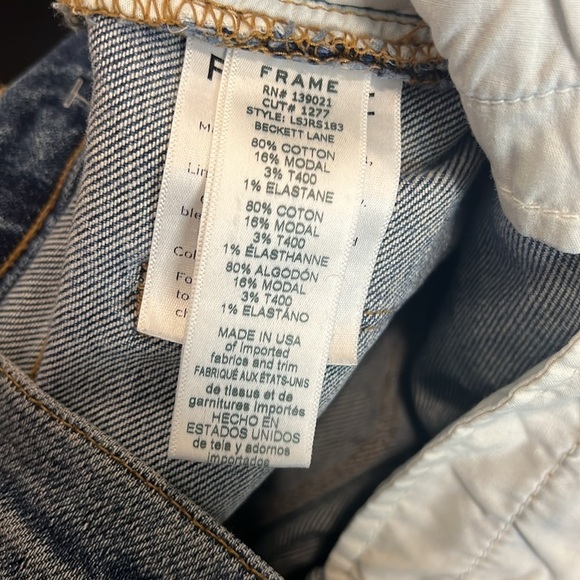 FRAME
RN# 139021
CUT# 1277
STYLE: LSJRS183
BECKETT LANE
80% COTTON
16% MODAL
3% T400
1% ELASTANE
80% COTON
16% MODAL
3% T400
1% ÉLASTHANNE
80% ALGODÓN
16% MODAL
3% T400
1% ELASTANO
MADE IN USA
of imported
fabrics and trim
FABRIQUÉ AUX ÉTATS-UNIS
de tissus et de
garnitures importés
HECHO EN
ESTADOS UNIDOS
de tela y adornos
importados